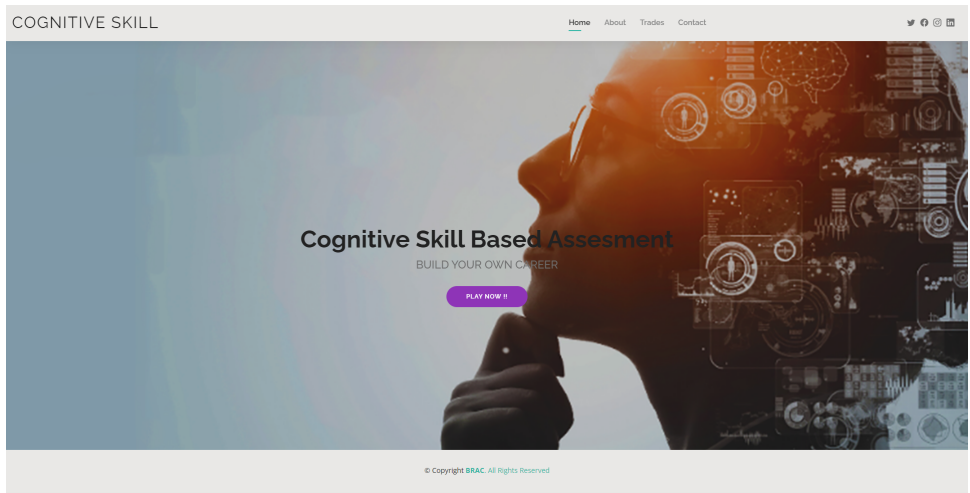 COGNITIVE SKILL
Home About Trades Contact
Cognitive Skill Based Assesment
BUILD YOUR OWN CAREER
PLAY NOW !!
© Copyright BRAC. All Rights Reserved